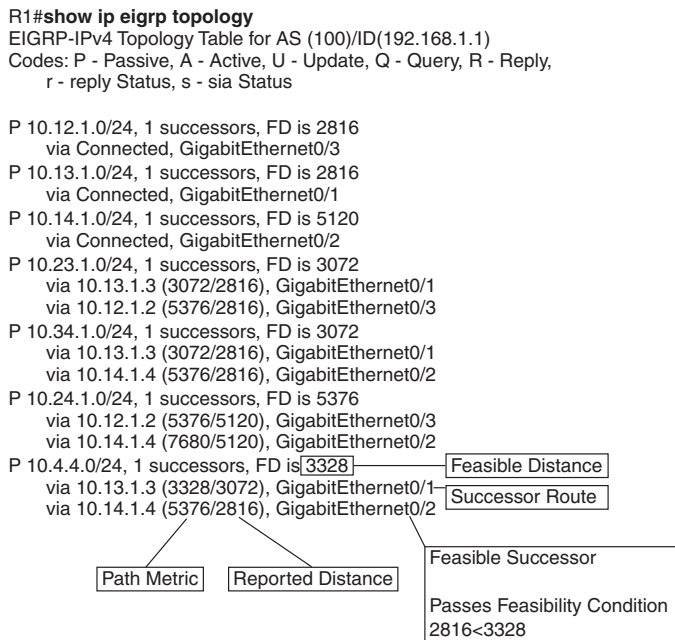 R1#show ip eigrp topology
EIGRP-IPv4 Topology Table for AS (100)/ID(192.168.1.1)
Codes: P - Passive, A - Active, U - Update, Q - Query, R - Reply,
r - reply Status, s - sia Status
P 10.12.1.0/24, 1 successors, FD is 2816
via Connected, GigabitEthernet0/3
P 10.13.1.0/24, 1 successors, FD is 2816
via Connected, GigabitEthernet0/1
P 10.14.1.0/24, 1 successors, FD is 5120
via Connected, GigabitEthernet0/2
P 10.23.1.0/24, 1 successors, FD is 3072
via 10.13.1.3 (3072/2816), GigabitEthernet0/1
via 10.12.1.2 (5376/2816), GigabitEthernet0/3
P 10.34.1.0/24, 1 successors, FD is 3072
via 10.13.1.3 (3072/2816), GigabitEthernet0/1
via 10.14.1.4 (5376/2816), GigabitEthernet0/2
P 10.24.1.0/24, 1 successors, FD is 5376
via 10.12.1.2 (5376/5120), GigabitEthernet0/3
via 10.14.1.4 (7680/5120), GigabitEthernet0/2
P 10.4.4.0/24, 1 successors, FD is 3328
Feasible Distance
via 10.13.1.3 (3328/3072), GigabitEthernet0/1
Successor Route
via 10.14.1.4 (5376/2816), GigabitEthernet0/2
Path Metric
Reported Distance
Feasible Successor
Passes Feasibility Condition
2816<3328